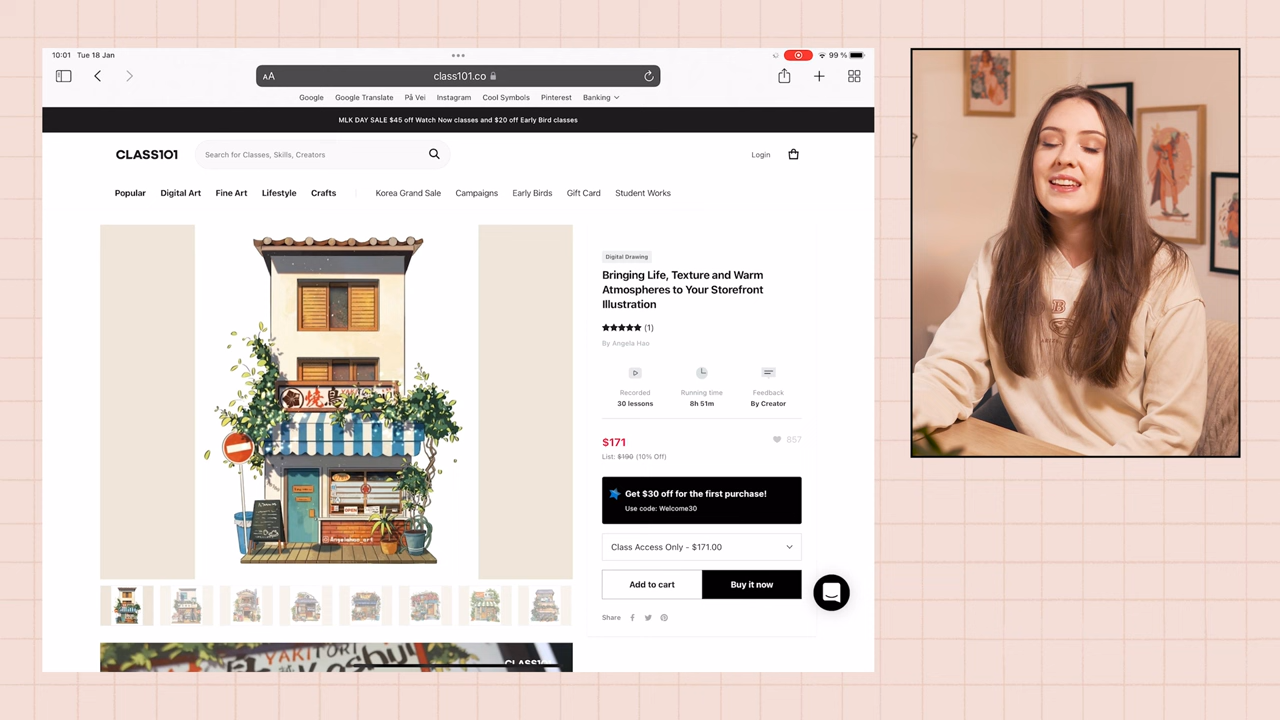 10:01 Tue 18 Jan
99 %
AA
class101.co
Google
Google Translate
På Vei
Instagram
Cool Symbols
Pinterest
Banking
MLK DAY SALE $45 off Watch Now classes and $20 off Early Bird classes
CLASS101
Search for Classes, Skills, Creators
Login
Popular
Digital Art
Fine Art
Lifestyle
Crafts
Korea Grand Sale
Campaigns
Early Birds
Gift Card
Student Works
Digital Drawing
Bringing Life, Texture and Warm
Atmospheres to Your Storefront
Illustration
(1)
By Angela Hao
Recorded
30 lessons
Running time
8h 51m
Feedback
By Creator
$171
857
List: $190 (10% Off)
Get $30 off for the first purchase!
Use code: Welcome30
Class Access Only - $171.00
Add to cart
Buy it now
Share
焼
@Angelahao_art
YAKITORI
CLASS101